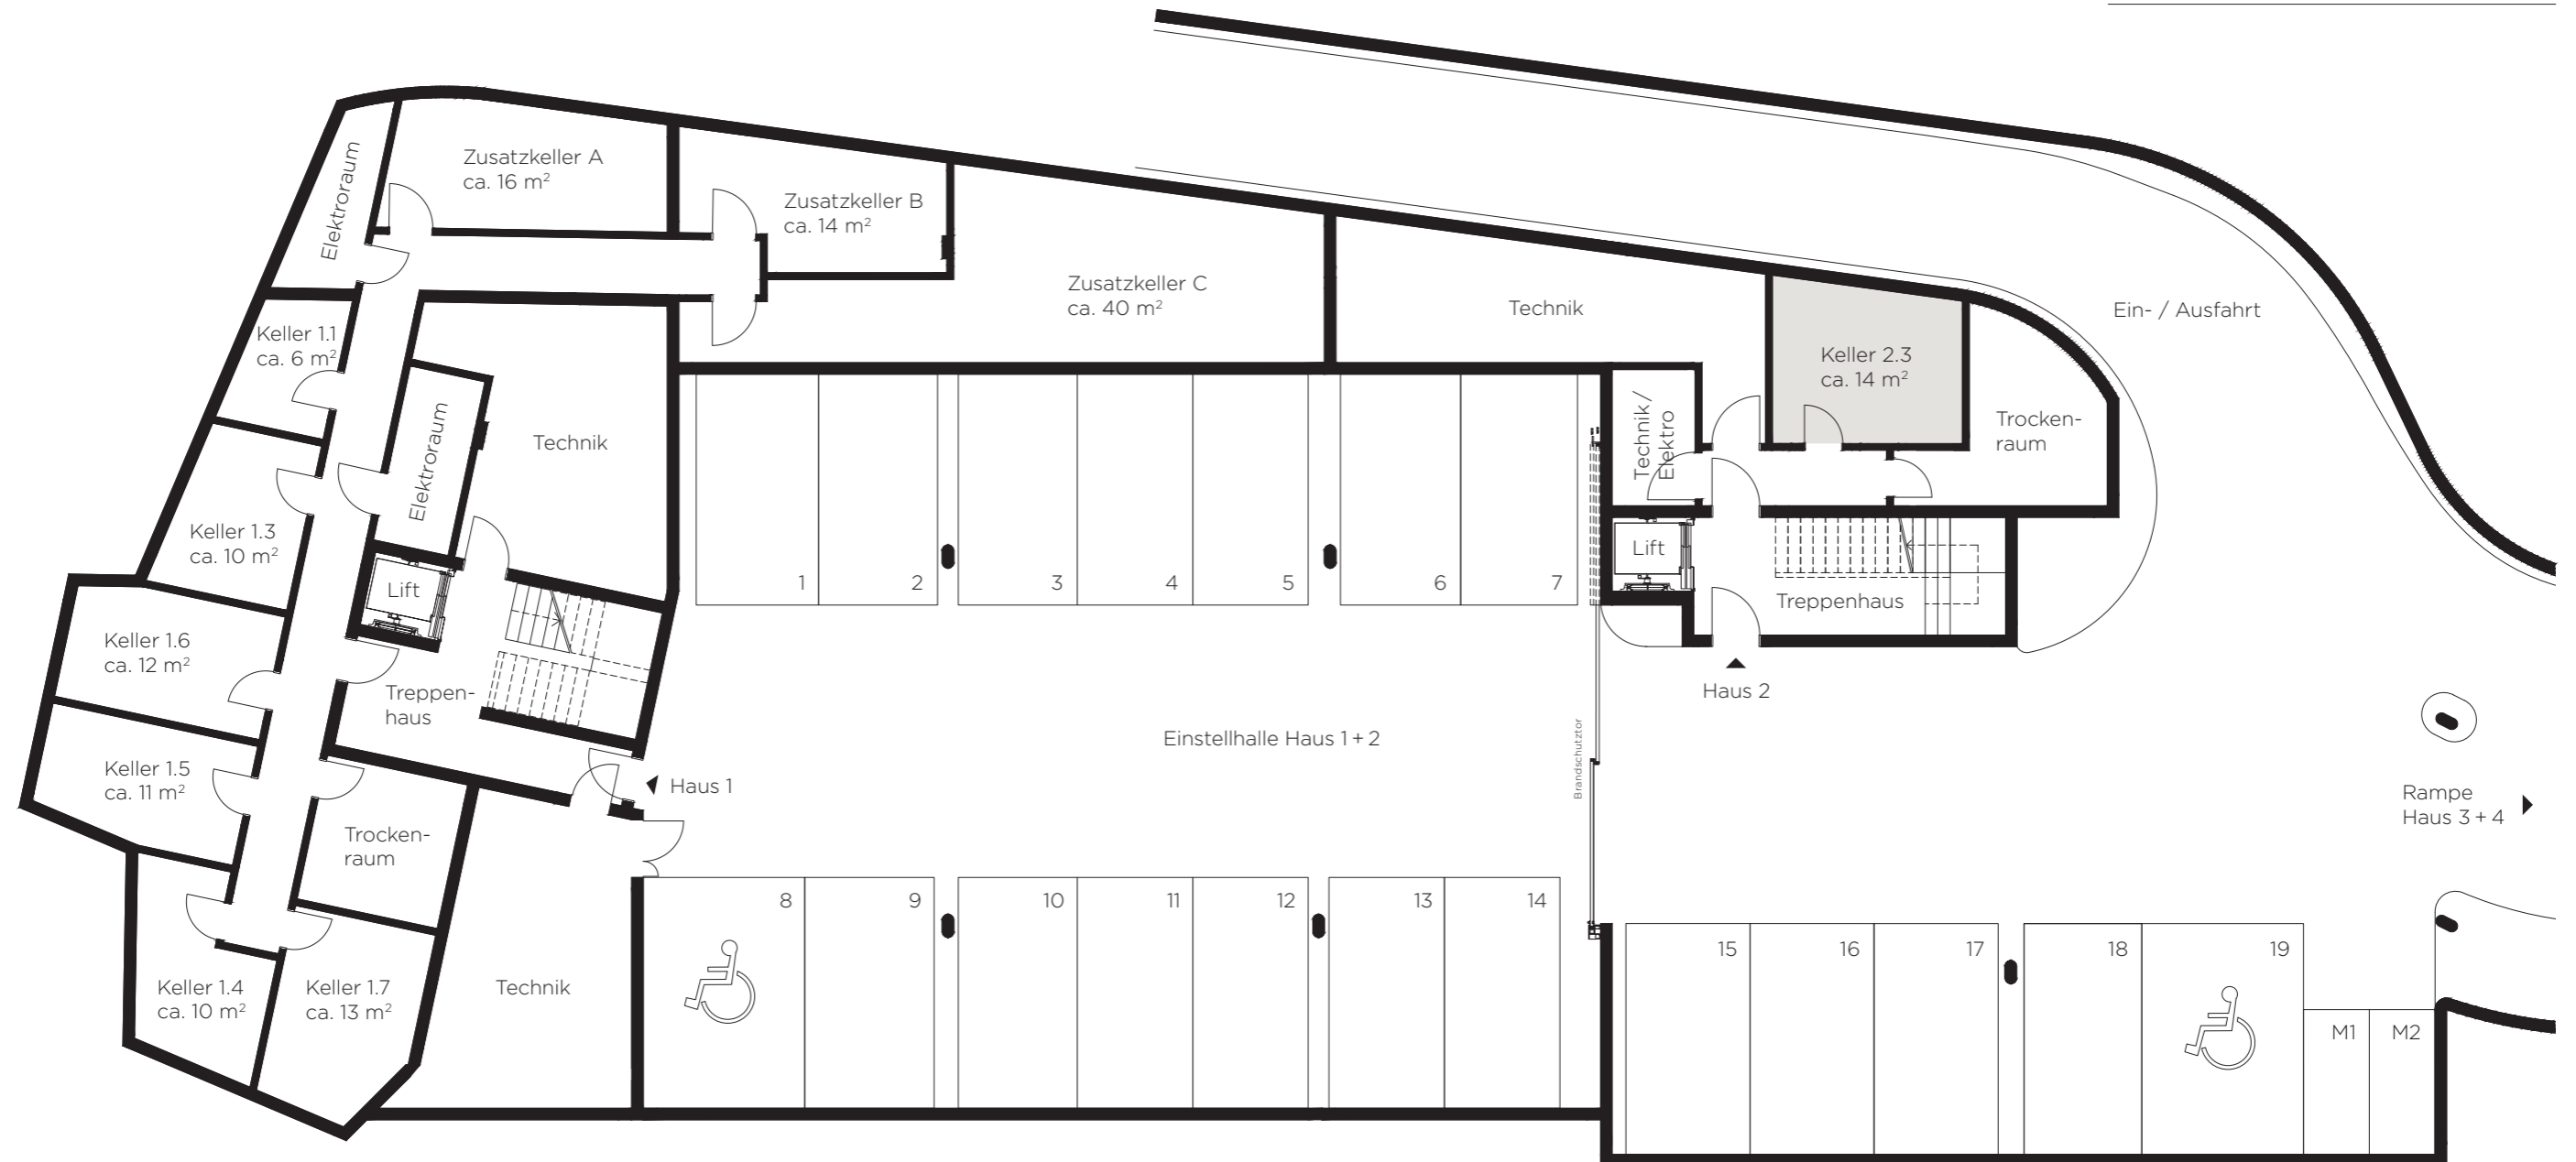 Elektroraum
Zusatzkeller A
ca. 16 m²
Zusatzkeller B
ca. 14 m²
Zusatzkeller C
ca. 40 m²
Technik
Keller 2.3
ca. 14 m²
Ein- / Ausfahrt
Keller 1.1
ca. 6 m²
Elektroraum
Technik
Technik /
Elektro
Trocken-
raum
Keller 1.3
ca. 10 m²
Lift
1
2
3
4
5
6
7
Lift
Treppenhaus
Keller 1.6
ca. 12 m²
Treppen-
haus
Haus 2
Einstellhalle Haus 1 + 2
Brandschutztor
Keller 1.5
ca. 11 m²
Haus 1
Rampe
Haus 3 + 4
Trocken-
raum
8
9
10
11
12
13
14
15
16
17
18
19
Keller 1.4
ca. 10 m²
Keller 1.7
ca. 13 m²
Technik
M1
M2